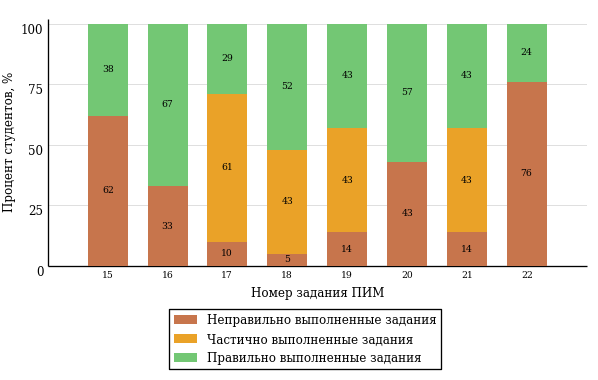 Процент студентов, %
100
75
50
25
0
38 67 29 52 43 57 43 24
62 33 61 43 43 43 43 76
10 5 14 14
15 16 17 18 19 20 21 22
Номер задания ПИМ
Неправильно выполненные задания
Частично выполненные задания
Правильно выполненные задания